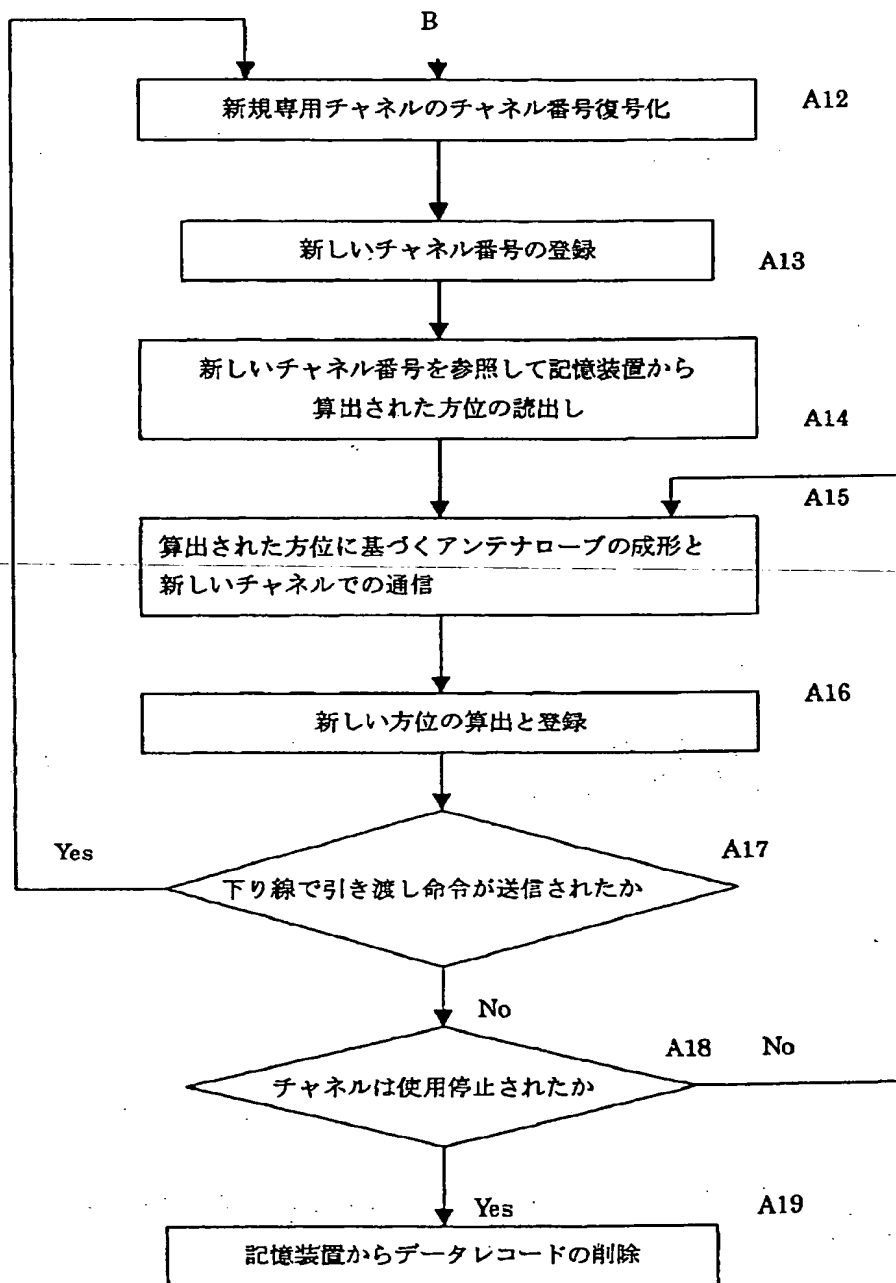 B
新規専用チャネルのチャネル番号復号化
A12
新しいチャネル番号の登録
A13
新しいチャネル番号を参照して記憶装置から
算出された方位の読出し
A14
A15
算出された方位に基づくアンテナローブの成形と
新しいチャネルでの通信
A16
新しい方位の算出と登録
Yes
A17
下り線で引き渡し命令が送信されたか
No
A18
No
チャネルは使用停止されたか
Yes
A19
記憶装置からデータレコードの削除